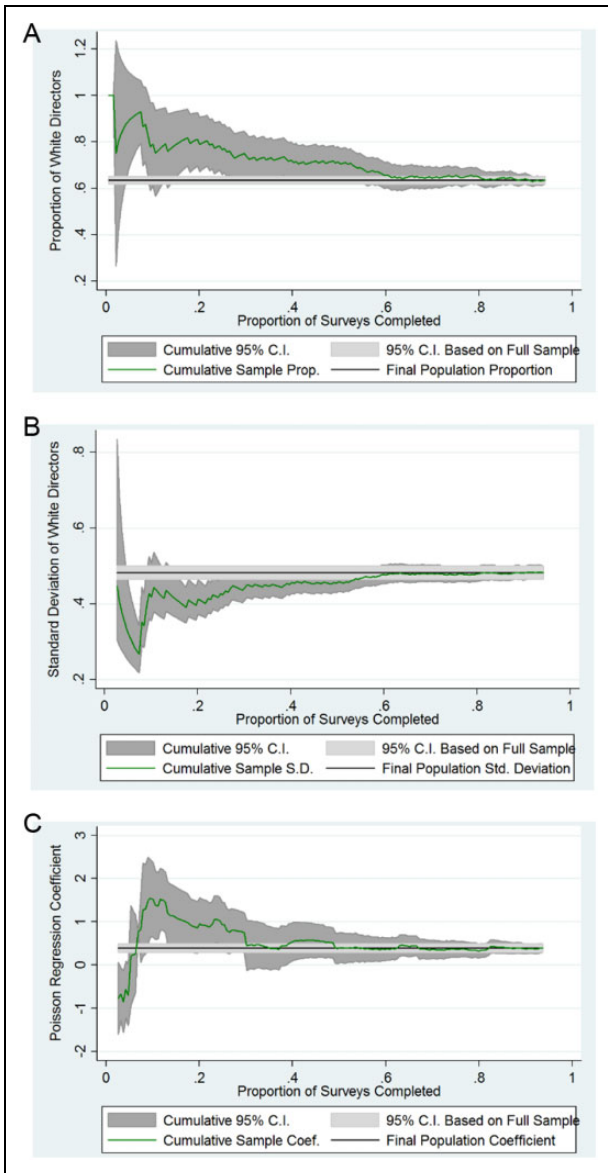 A
Proportion of White Directors
1.2
1
.8
.6
.4
.2
0 .2 .4 .6 .8 1
Proportion of Surveys Completed
Cumulative 95% C.I. 95% C.I. Based on Full Sample
Cumulative Sample Prop. Final Population Proportion
B
Standard Deviation of White Directors
.8
.6
.4
.2
0 .2 .4 .6 .8 1
Proportion of Surveys Completed
Cumulative 95% C.I. 95% C.I. Based on Full Sample
Cumulative Sample S.D. Final Population Std. Deviation
C
Poisson Regression Coefficient
3
2
1
0
-1
-2
0 .2 .4 .6 .8 1
Proportion of Surveys Completed
Cumulative 95% C.I. 95% C.I. Based on Full Sample
Cumulative Sample Coef. Final Population Coefficient